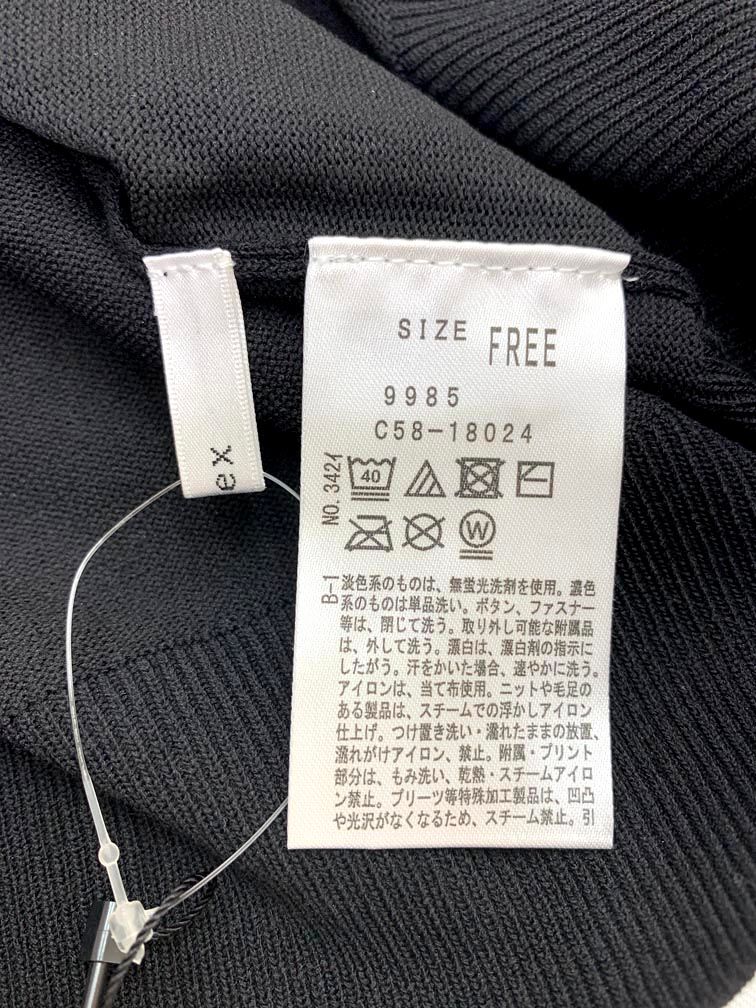 SIZE FREE
9985
C58-18024
NO. 3421
40
W
ex
B-1
淡色系のものは、無蛍光洗剤を使用。濃色
系のものは単品洗い。ボタン、ファスナー
等は、閉じて洗う。取り外し可能な附属品
は、外して洗う。漂白は、漂白剤の指示に
したがう。汗をかいた場合、速やかに洗う。
アイロンは、当て布使用。ニットや毛足の
ある製品は、スチームでの浮かしアイロン
仕上げ。つけ置き洗い・濡れたままの放置、
濡れがけアイロン、禁止。附属・プリント
部分は、もみ洗い、乾熱・スチームアイロ
ン禁止。プリーツ等特殊加工製品は、凹凸
や光沢がなくなるため、スチーム禁止。引